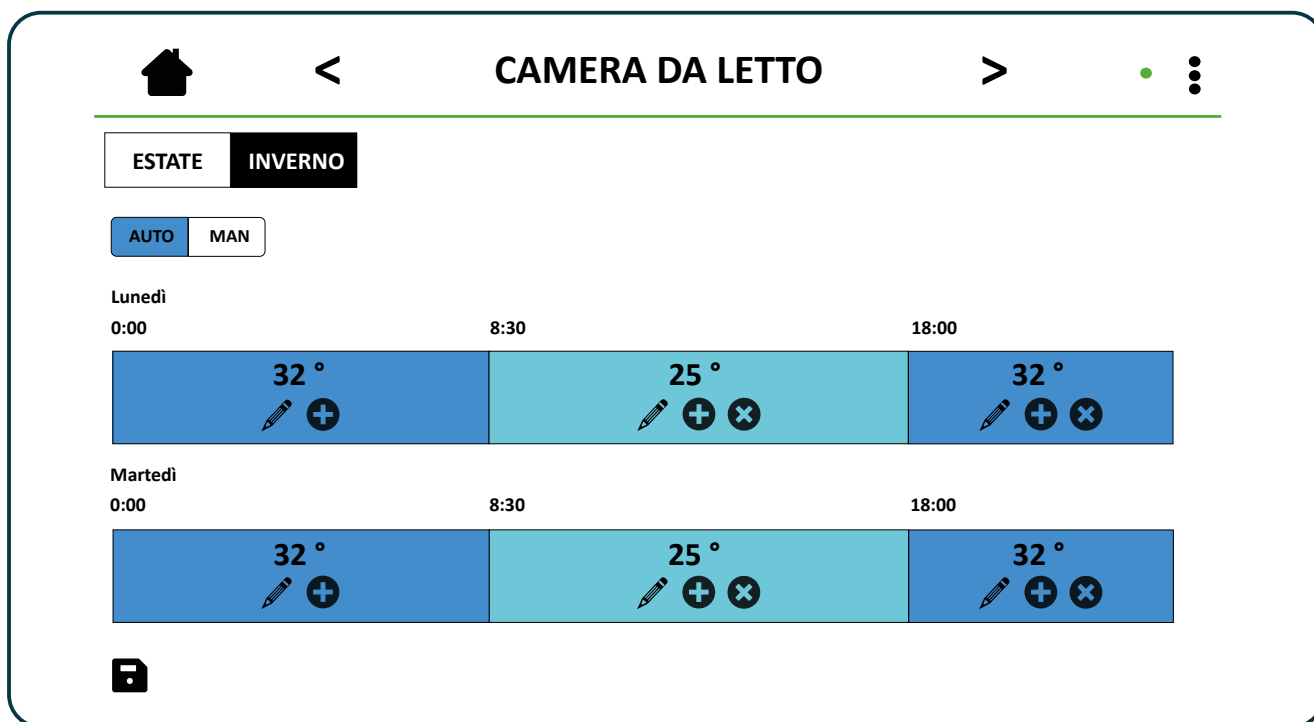 < CAMERA DA LETTO >
ESTATE INVERNO
AUTO MAN
Lunedì
0:00 8:30 18:00
32 ° 25 ° 32 °
Martedì
0:00 8:30 18:00
32 ° 25 ° 32 °